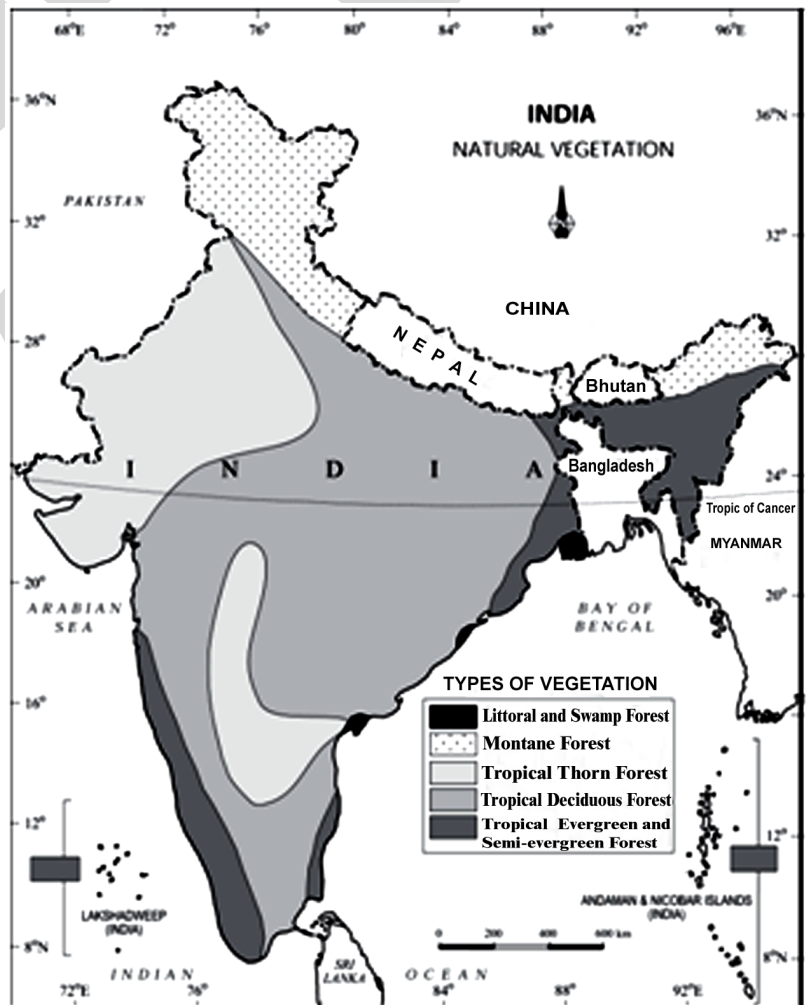 68°E 72° 76° 80° 84° 88° 92° 96°E
36°N
36°N
INDIA
NATURAL VEGETATION
PAKISTAN
32°
32°
CHINA
28°
28°
NEPAL
Bhutan
I N D I A
Bangladesh
24°
Tropic of Cancer
MYANMAR
20°
20°
ARABIAN
SEA
BAY OF
BENGAL
16°
TYPES OF VEGETATION
Littoral and Swamp Forest
Montane Forest
Tropical Thorn Forest
Tropical Deciduous Forest
Tropical Evergreen and
Semi-evergreen Forest
12°
12°
LAKSHADWEEP
(INDIA)
ANDAMAN & NICOBAR ISLANDS
(INDIA)
0 200 400 600 km
8°N
8°N
SRI
LANKA
INDIAN OCEAN
72°E 76° 84° 88° 92°E